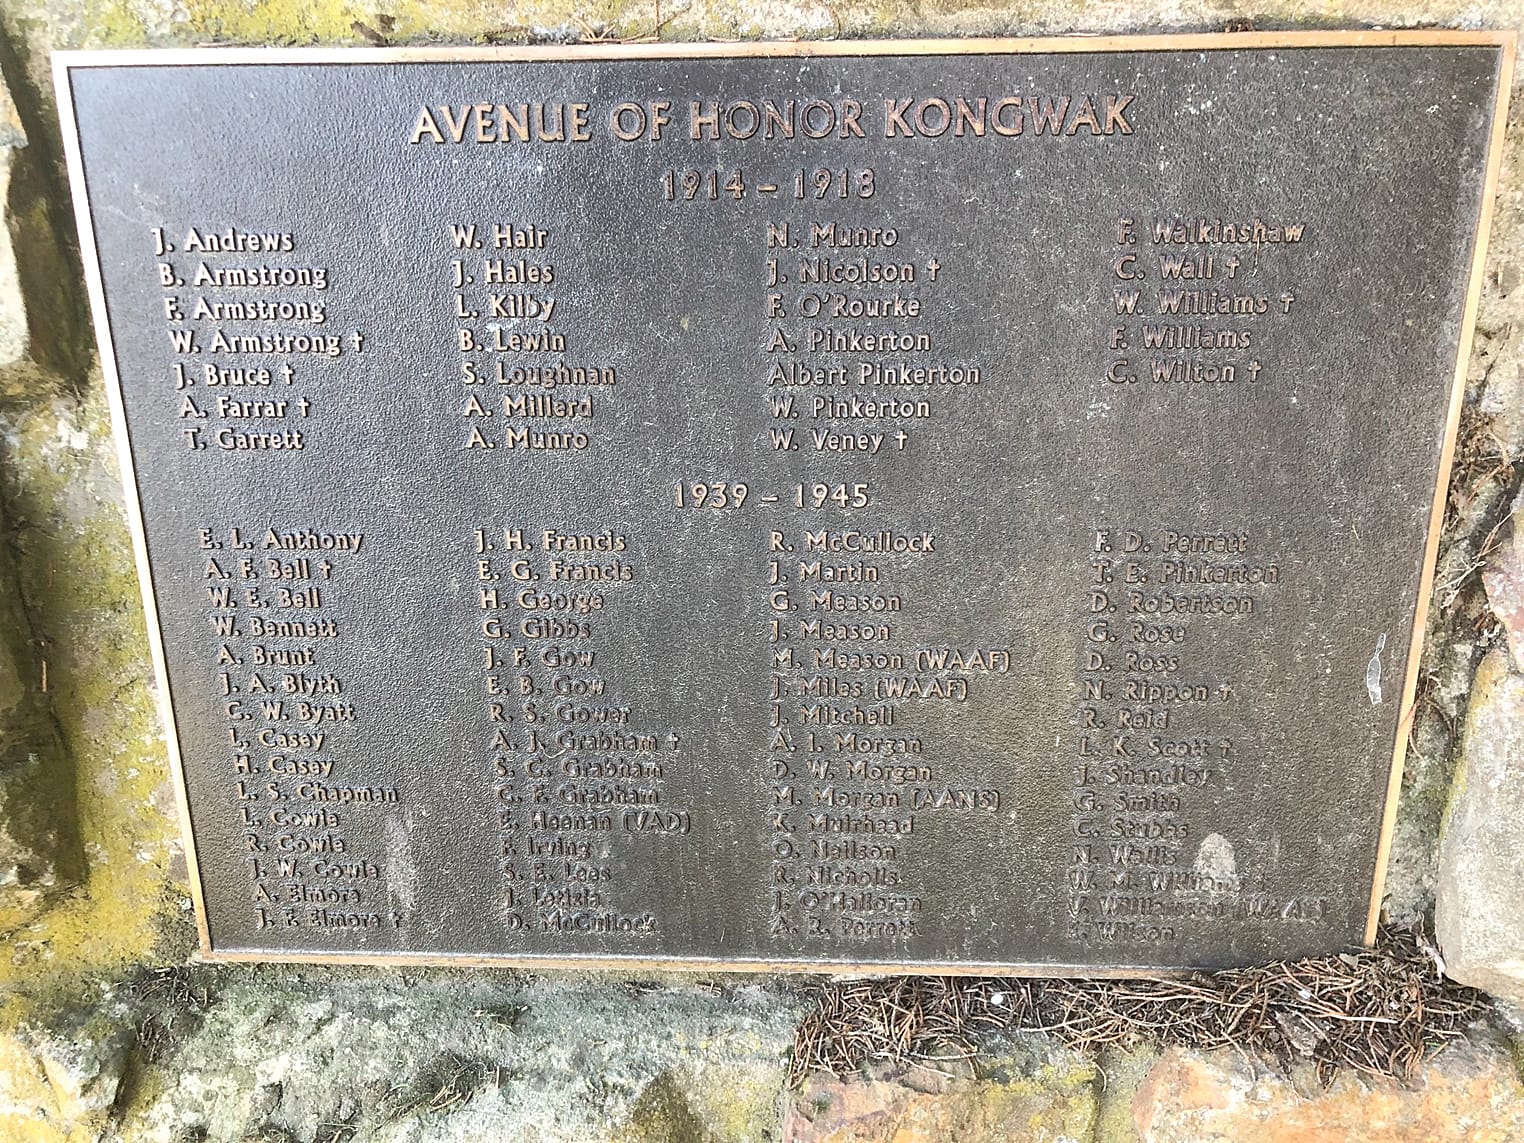 AVENUE OF HONOR KONGWAK
1914 – 1918
J. Andrews
B. Armstrong
F. Armstrong
W. Armstrong †
J. Bruce †
A. Farrar †
T. Garrett
W. Hair
J. Hales
L. Kilby
B. Lewin
S. Loughnan
A. Millard
A. Munro
N. Munro
J. Nicolson †
F. O'Rourke
A. Pinkerton
Albert Pinkerton
W. Pinkerton
W. Veney †
F. Walkinshaw
C. Wall †
W. Williams †
F. Williams
C. Wilton †
1939 – 1945
E. L. Anthony
A. F. Bell †
W. E. Bell
W. Bennett
A. Brunt
J. A. Blyth
C. W. Byatt
L. Casey
H. Casey
L. S. Chapman
L. Cowie
R. Cowie
J. W. Cowie
A. Elmore
J. F. Elmore †
J. H. Francis
E. G. Francis
H. George
G. Gibbs
J. F. Gow
E. B. Gow
R. S. Gower
A. J. Grabham †
S. C. Grabham
C. F. Grabham
E. Heenan (VAD)
F. Irving
S. E. Lees
J. Letizia
D. McCullock
R. McCullock
J. Martin
G. Meason
J. Meason
M. Meason (WAAF)
J. Miles (WAAF)
J. Mitchell
A. I. Morgan
D. W. Morgan
M. Morgan (AANS)
K. Muirhead
O. Neilson
R. Nicholls
J. O'Halloran
A. R. Perrett
F. D. Perrett
T. E. Pinkerton
D. Robertson
G. Rose
D. Ross
N. Rippon †
R. Reid
L. K. Scott †
J. Shandley
G. Smith
C. Stubbs
N. Wallis
W. M. Williams †
V. Williamson (WAAF)
Wilson